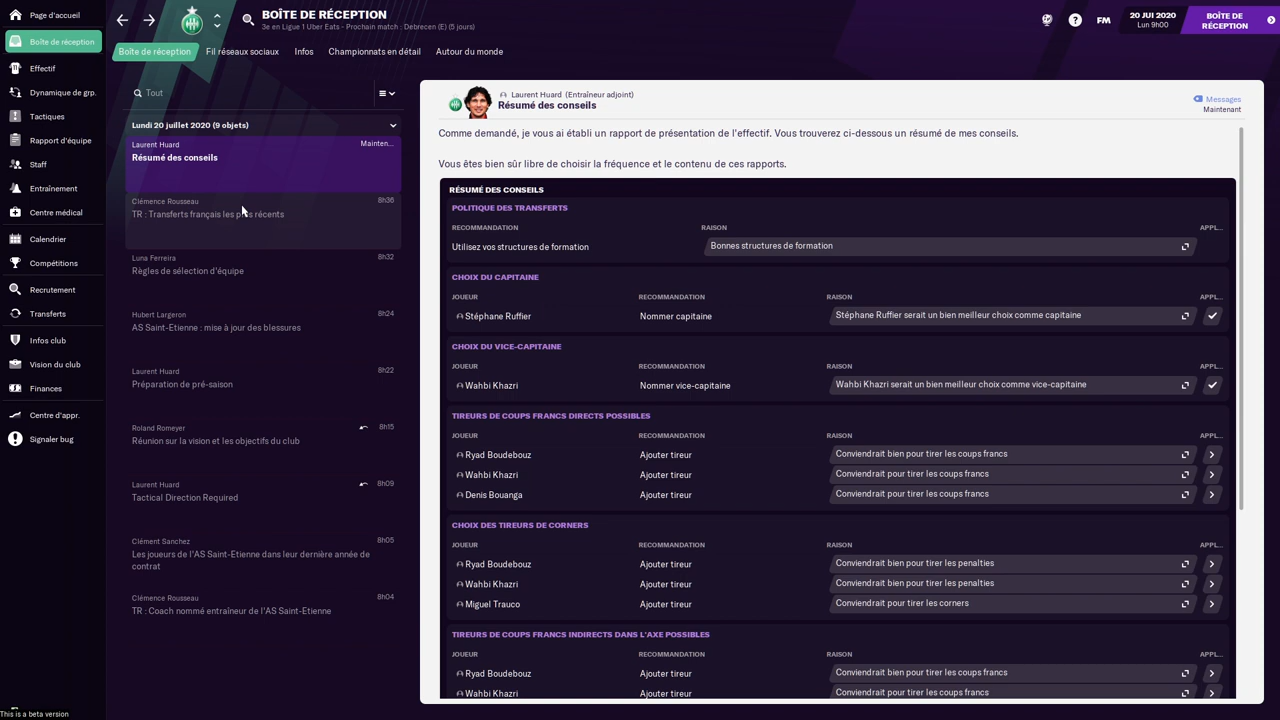 Page d'accueil
Boîte de réception
Effectif
Dynamique de grp.
Tactiques
Rapport d'équipe
Staff
Entraînement
Centre médical
Calendrier
Compétitions
Recrutement
Transferts
Infos club
Vision du club
Finances
Centre d'appr.
Signaler bug
This is a beta version
BOÎTE DE RÉCEPTION
3e en Ligue 1 Uber Eats - Prochain match : Debrecen (E) (5 jours)
?
FM
20 JUI 2020
Lun 9h00
BOÎTE DE
RÉCEPTION
Boîte de réception
Fil réseaux sociaux
Infos
Championnats en détail
Autour du monde
Tout
Lundi 20 juillet 2020 (9 objets)
Laurent Huard Mainten...
Résumé des conseils
Clémence Rousseau 8h36
TR : Transferts français les récents
Luna Ferreira 8h32
Règles de sélection d'équipe
Hubert Largeron 8h24
AS Saint-Etienne : mise à jour des blessures
Laurent Huard 8h22
Préparation de pré-saison
Roland Romeyer 8h15
Réunion sur la vision et les objectifs du club
Laurent Huard 8h09
Tactical Direction Required
Clément Sanchez 8h05
Les joueurs de l'AS Saint-Etienne dans leur dernière année de
contrat
Clémence Rousseau 8h04
TR : Coach nommé entraîneur de l'AS Saint-Etienne
Laurent Huard (Entraîneur adjoint)
Résumé des conseils
Messages
Maintenant
Comme demandé, je vous ai établi un rapport de présentation de l'effectif. Vous trouverez ci-dessous un résumé de mes conseils.
Vous êtes bien sûr libre de choisir la fréquence et le contenu de ces rapports.
RÉSUMÉ DES CONSEILS
POLITIQUE DES TRANSFERTS
RECOMMANDATION RAISON APPL...
Utilisez vos structures de formation Bonnes structures de formation
CHOIX DU CAPITAINE
JOUEUR RECOMMANDATION RAISON APPL...
Stéphane Ruffier Nommer capitaine Stéphane Ruffier serait un bien meilleur choix comme capitaine
CHOIX DU VICE-CAPITAINE
JOUEUR RECOMMANDATION RAISON APPL...
Wahbi Khazri Nommer vice-capitaine Wahbi Khazri serait un bien meilleur choix comme vice-capitaine
TIREURS DE COUPS FRANCS DIRECTS POSSIBLES
JOUEUR RECOMMANDATION RAISON APPL...
Ryad Boudebouz Ajouter tireur Conviendrait bien pour tirer les coups francs
Wahbi Khazri Ajouter tireur Conviendrait pour tirer les coups francs
Denis Bouanga Ajouter tireur Conviendrait pour tirer les coups francs
CHOIX DES TIREURS DE CORNERS
JOUEUR RECOMMANDATION RAISON APPL...
Ryad Boudebouz Ajouter tireur Conviendrait bien pour tirer les penalties
Wahbi Khazri Ajouter tireur Conviendrait bien pour tirer les penalties
Miguel Trauco Ajouter tireur Conviendrait pour tirer les corners
TIREURS DE COUPS FRANCS INDIRECTS DANS L'AXE POSSIBLES
JOUEUR RECOMMANDATION RAISON APPL...
Ryad Boudebouz Ajouter tireur Conviendrait bien pour tirer les coups francs
Wahbi Khazri Ajouter tireur Conviendrait pour tirer les coups francs